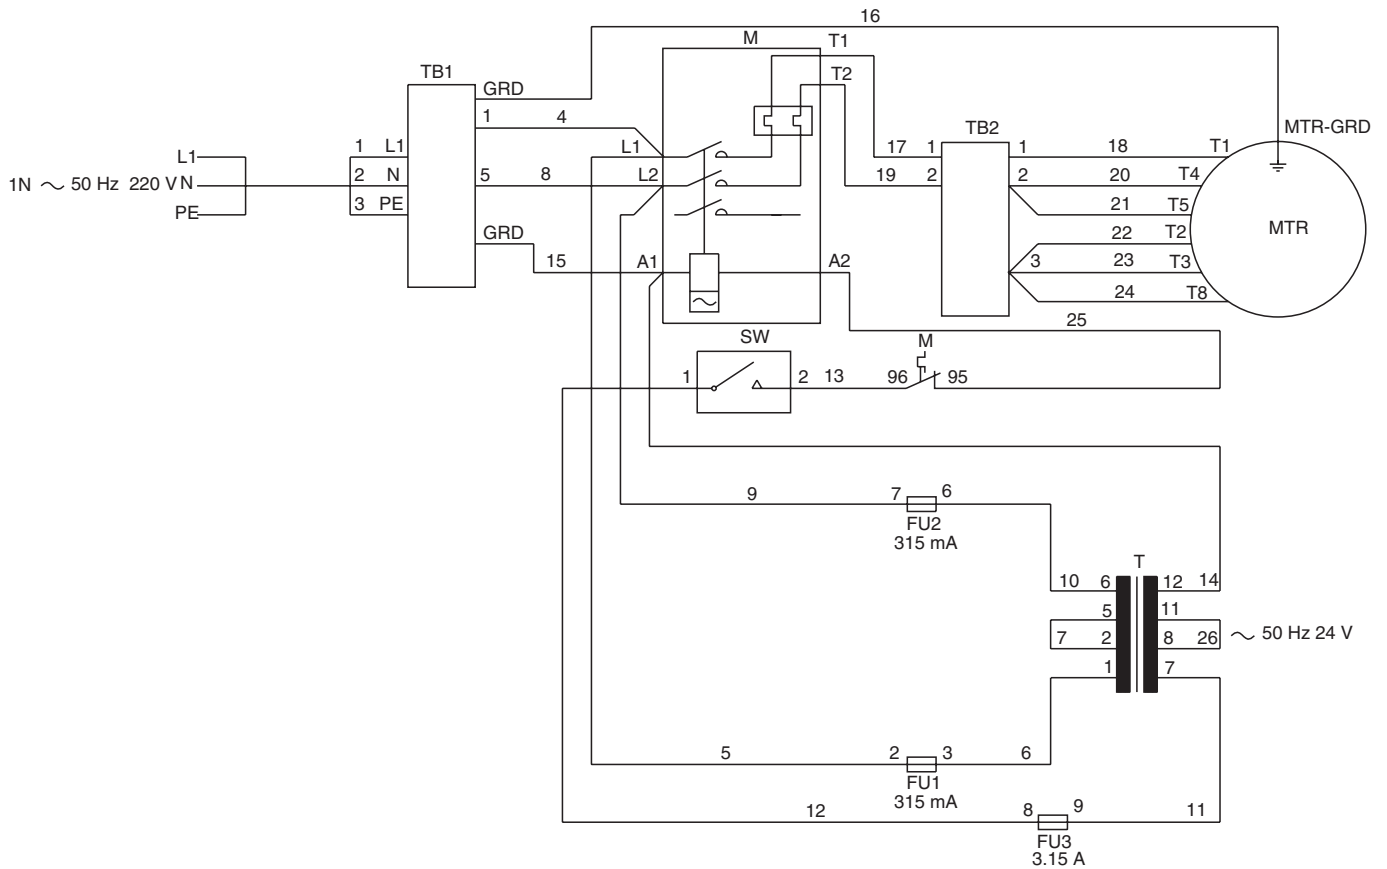 16
M
T1
TB1
T2
GRD
1
4
TB2
MTR-GRD
1 L1
L1
17 1
1
18
T1
L1
1N ~ 50 Hz 220 V N
2 N
5
8
L2
19 2
2
20
T4
PE
3 PE
21
T5
MTR
GRD
22
T2
15
A1
A2
3
23
T3
24
T8
25
SW
M
1
2
13
96
95
9
7
6
FU2
315 mA
T
10
6
12
14
5
11
7
2
8
26
~ 50 Hz 24 V
1
7
5
2
3
6
FU1
315 mA
12
8
9
11
FU3
3.15 A